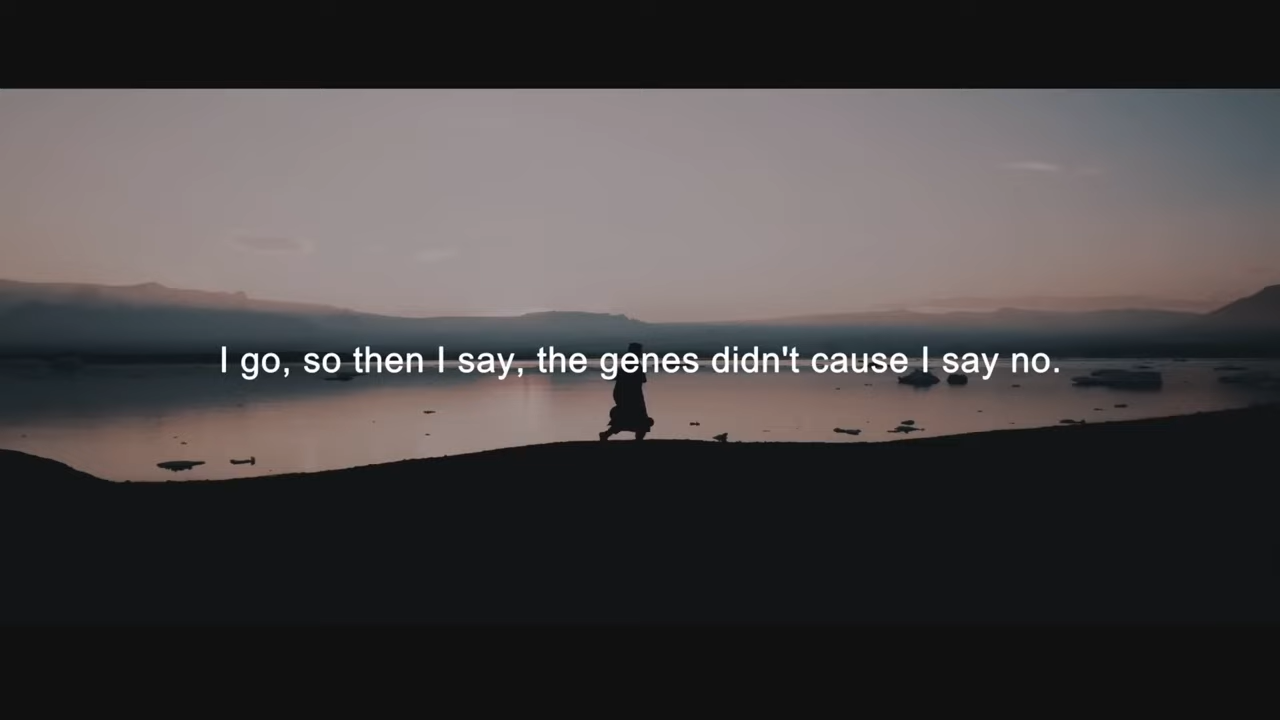 I go, so then I say, the genes didn't cause I say no.